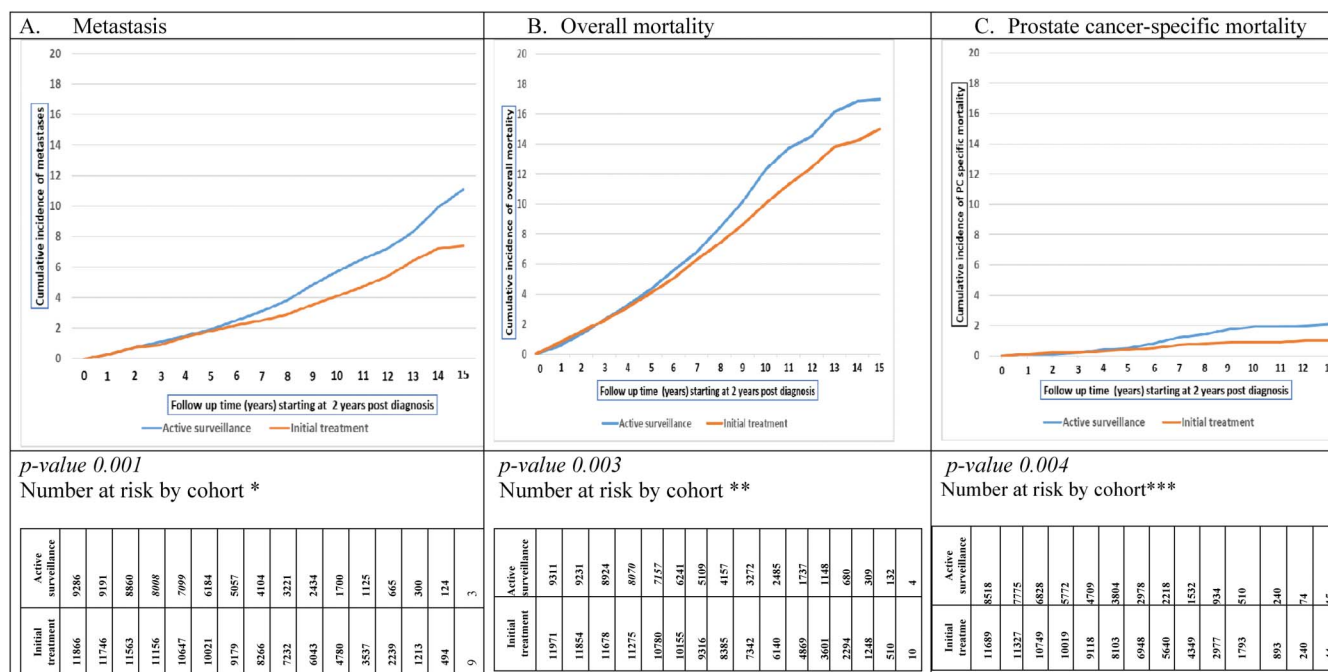 A. Metastasis
20
18
16
14
12
10
8
6
4
2
0
Cumulative incidence of metastases
0 1 2 3 4 5 6 7 8 9 10 11 12 13 14 15
Follow up time (years) starting at 2 years post diagnosis
Active surveillance Initial treatment
p-value 0.001
Number at risk by cohort *
Active
surveillance
9286 9191 8860 8008 7099 6184 5057 4104 3221 2434 1700 1125 665 300 124 3
Initial
treatment
11866 11746 11563 11156 10647 10021 9179 8266 7232 6043 4780 3537 2239 1213 494 9
B. Overall mortality
20
18
16
14
12
10
8
6
4
2
0
Cumulative incidence of overall mortality
0 1 2 3 4 5 6 7 8 9 10 11 12 13 14 15
Follow up time (years) starting at 2 years post diagnosis
Active surveillance Initial treatment
p-value 0.003
Number at risk by cohort **
Active
surveillance
9311 9231 8924 8070 7157 6241 5109 4157 3272 2485 1737 1148 680 309 132 4
Initial
treatment
11971 11854 11678 11275 10780 10155 9316 8385 7342 6140 4869 3601 2294 1248 510 10
C. Prostate cancer-specific mortality
20
18
16
14
12
10
8
6
4
2
0
Cumulative incidence of PC specific mortality
0 1 2 3 4 5 6 7 8 9 10 11 12
Follow up time (years) starting at 2 years post diagnosis
Active surveillance Initial treatment
p-value 0.004
Number at risk by cohort***
Active
surveillance
8518 7775 6828 5772 4709 3804 2978 2218 1532 934 510 240 74
Initial
treatme
11689 11327 10749 10019 9118 8103 6948 5640 4349 2977 1793 893 240